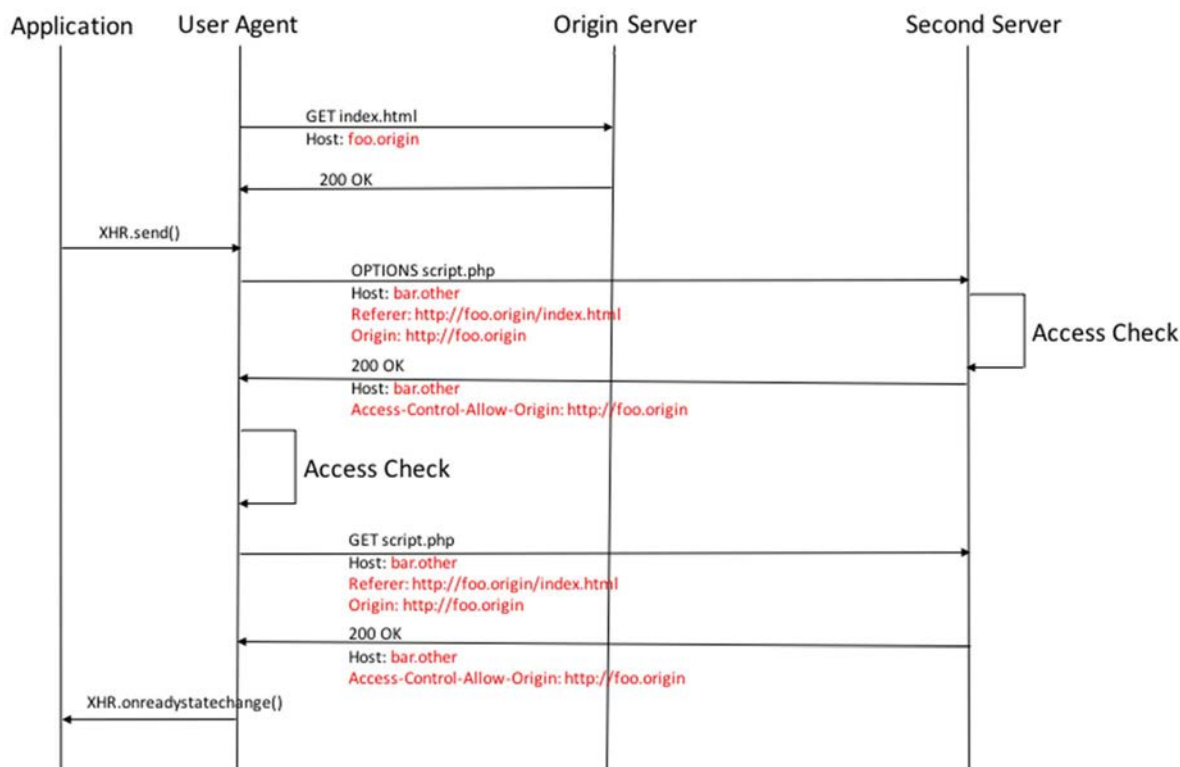 Application
User Agent
Origin Server
Second Server
GET index.html
Host: foo.origin
200 OK
XHR.send()
OPTIONS script.php
Host: bar.other
Referer: http://foo.origin/index.html
Origin: http://foo.origin
Access Check
200 OK
Host: bar.other
Access-Control-Allow-Origin: http://foo.origin
Access Check
GET script.php
Host: bar.other
Referer: http://foo.origin/index.html
Origin: http://foo.origin
200 OK
Host: bar.other
Access-Control-Allow-Origin: http://foo.origin
XHR.onreadystatechange()